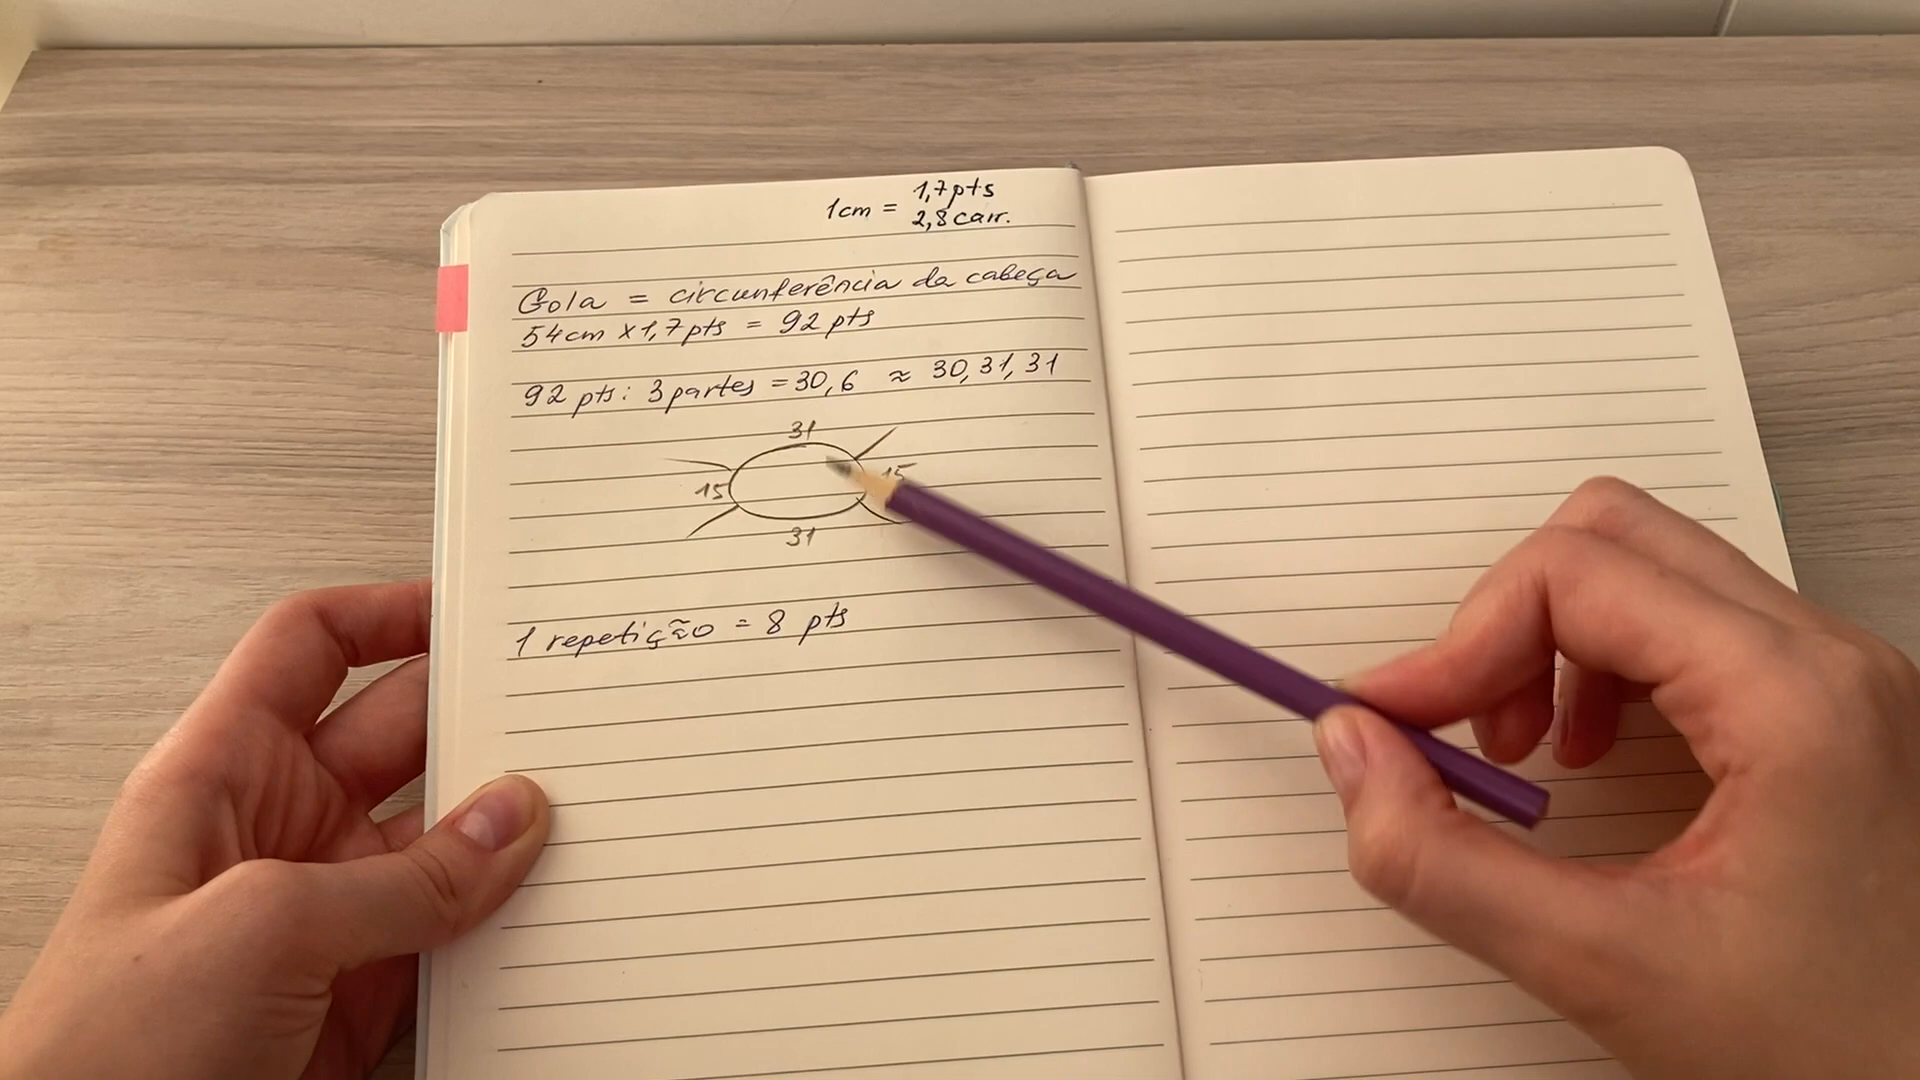 1cm = 1,7pts
2,8 carr.
Gola = circunferência da cabeça
54cm x 1,7pts = 92 pts
92 pts : 3 partes = 30,6 ≈ 30, 31, 31
31
15
15
31
1 repetição = 8 pts